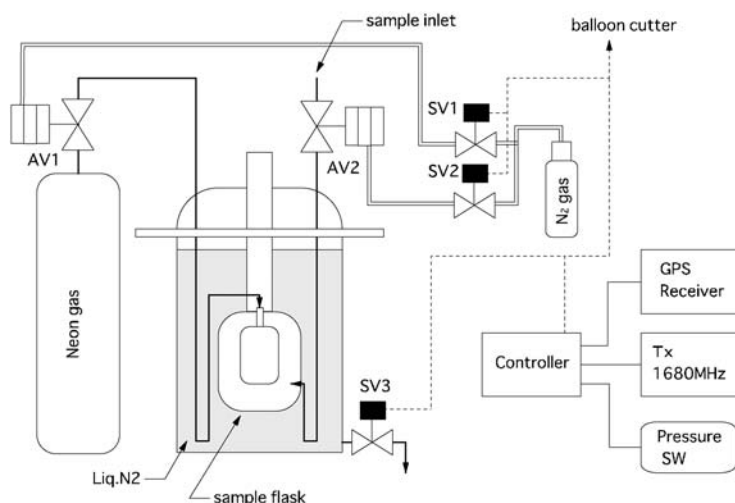 sample inlet
balloon cutter
SV1
AV1
AV2
SV2
N₂ gas
Neon gas
GPS
Receiver
Controller
Tx
1680MHz
SV3
Pressure
SW
Liq.N2
sample flask